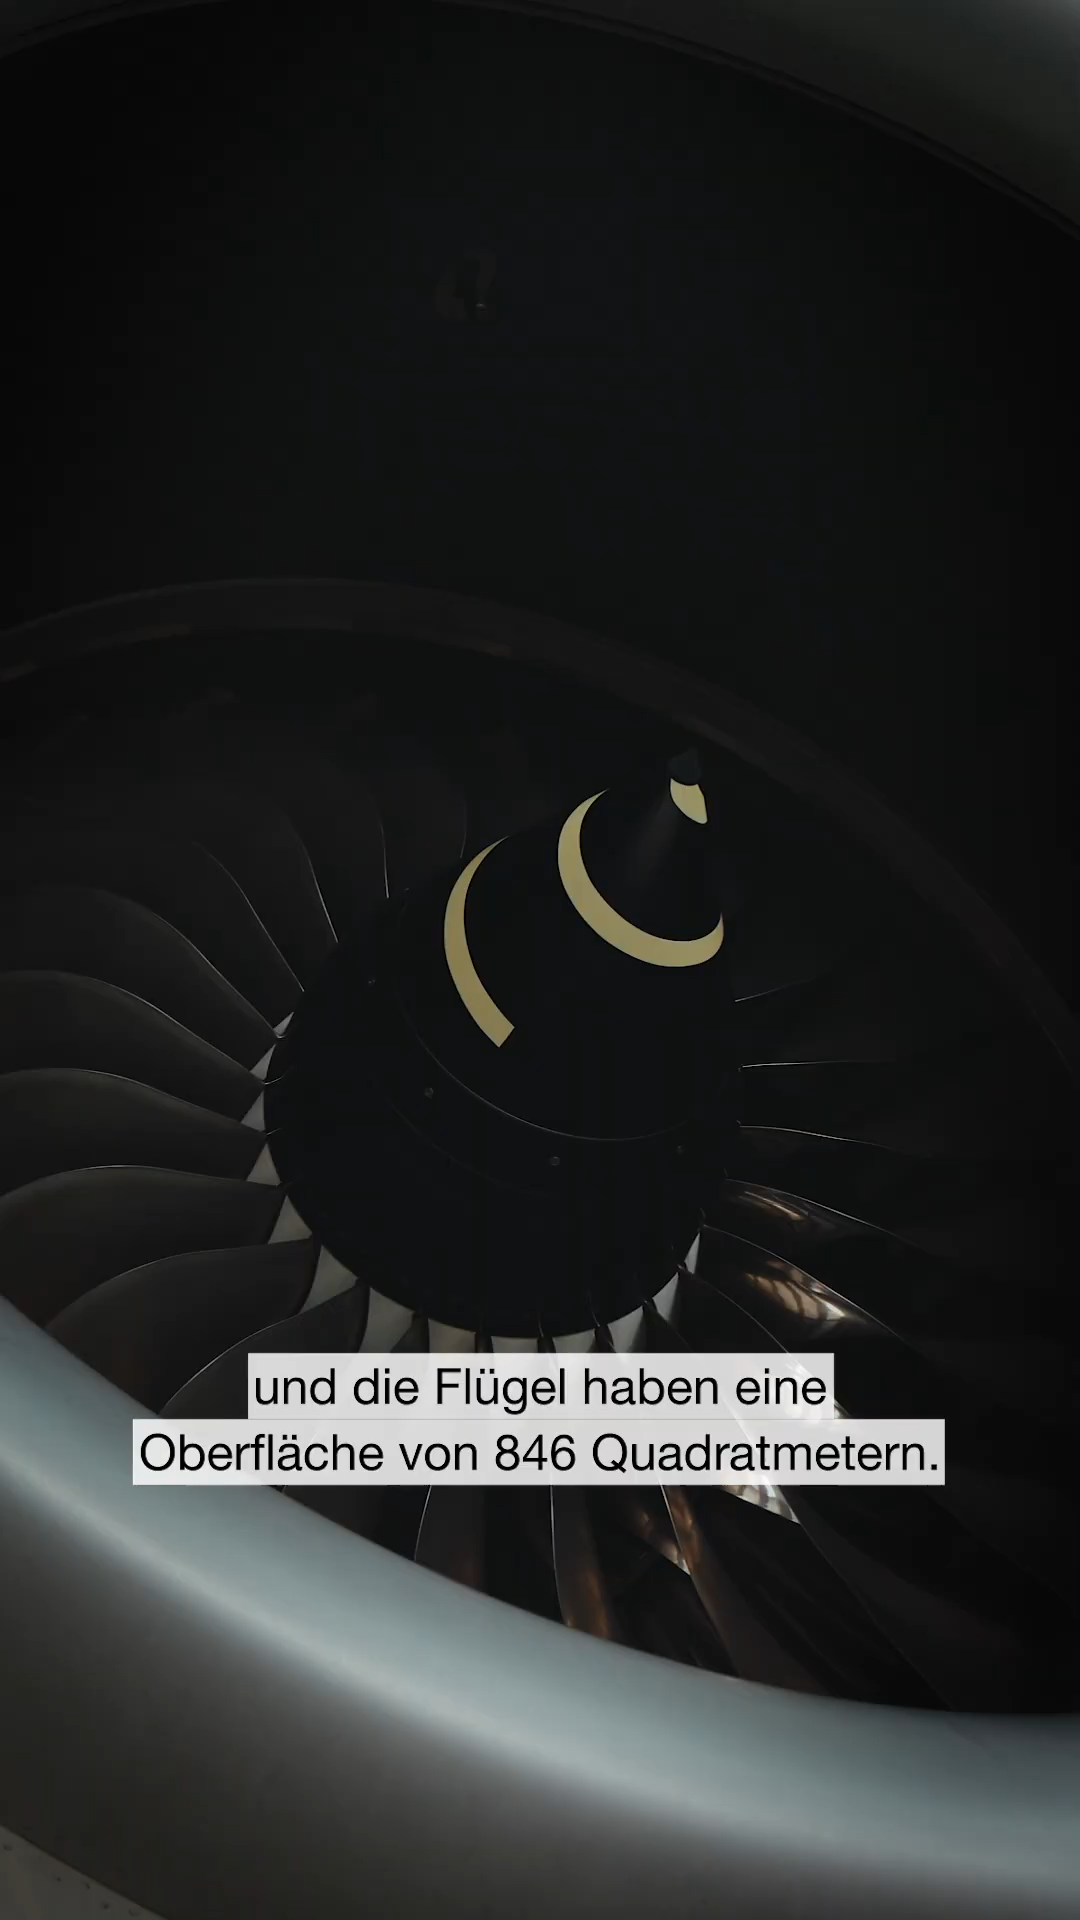 und die Flügel haben eine
Oberfläche von 846 Quadratmetern.